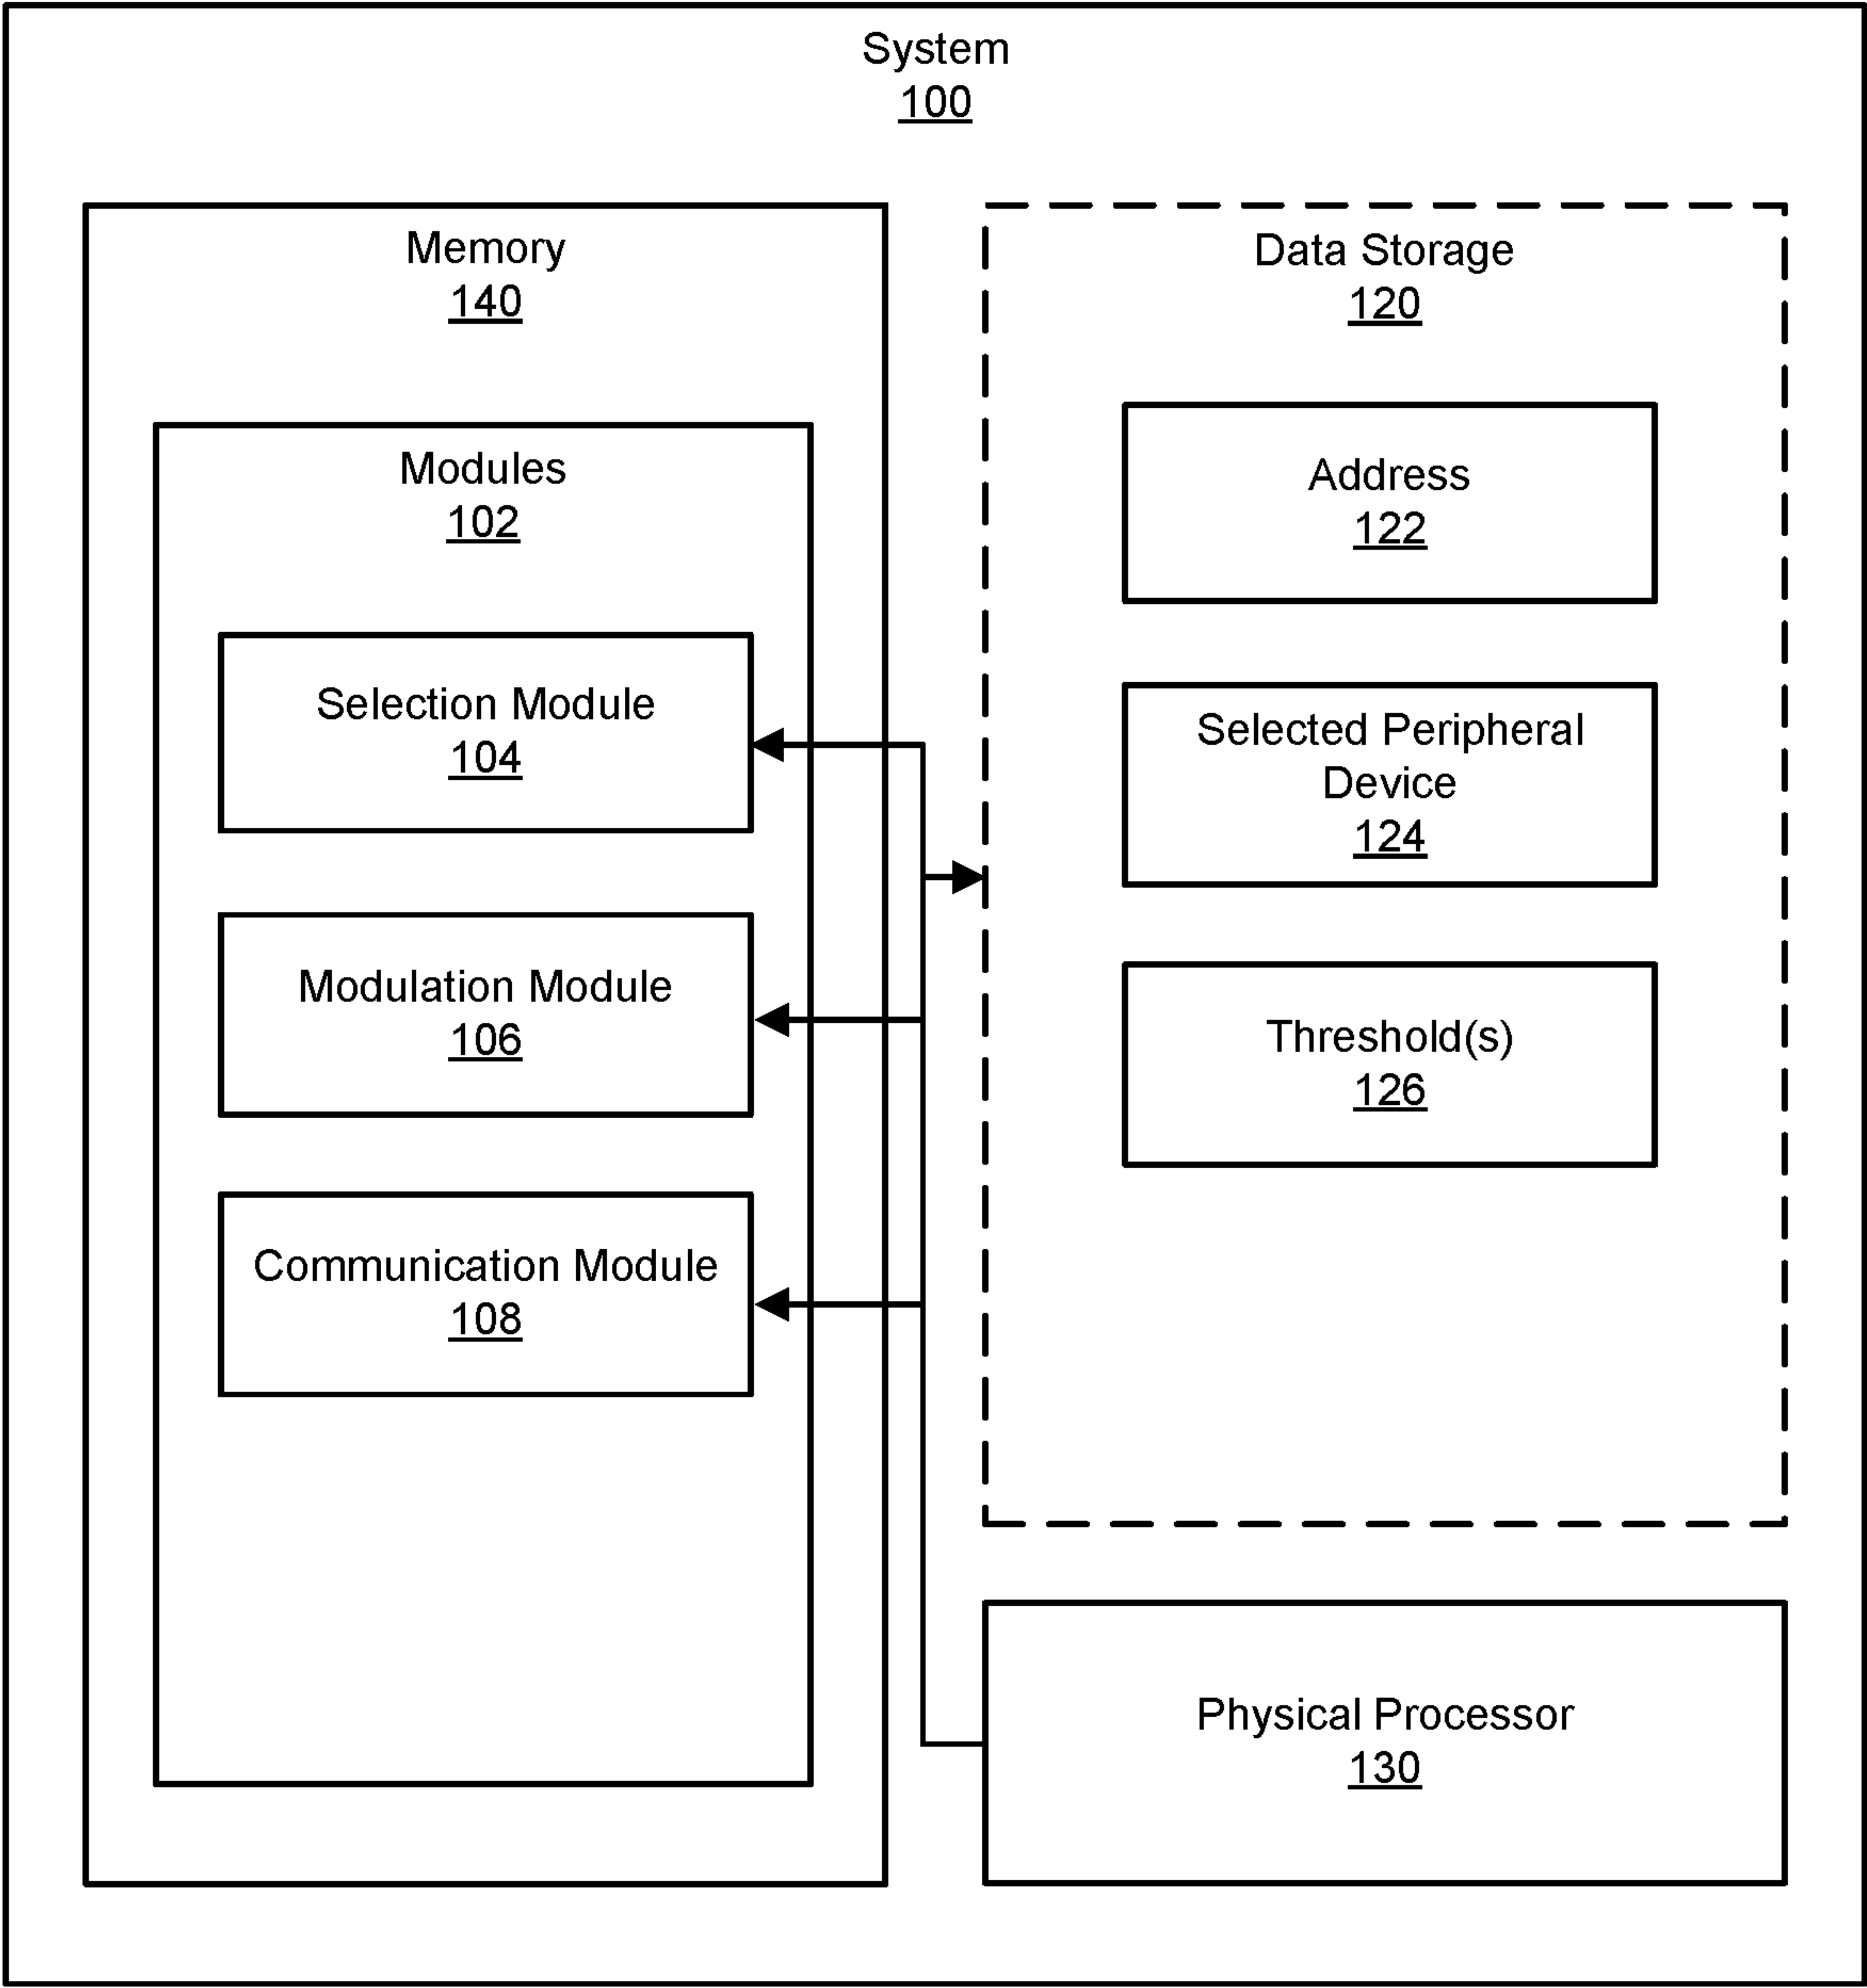 System
100
Memory
140
Modules
102
Selection Module
104
Modulation Module
106
Communication Module
108
Data Storage
120
Address
122
Selected Peripheral
Device
124
Threshold(s)
126
Physical Processor
130